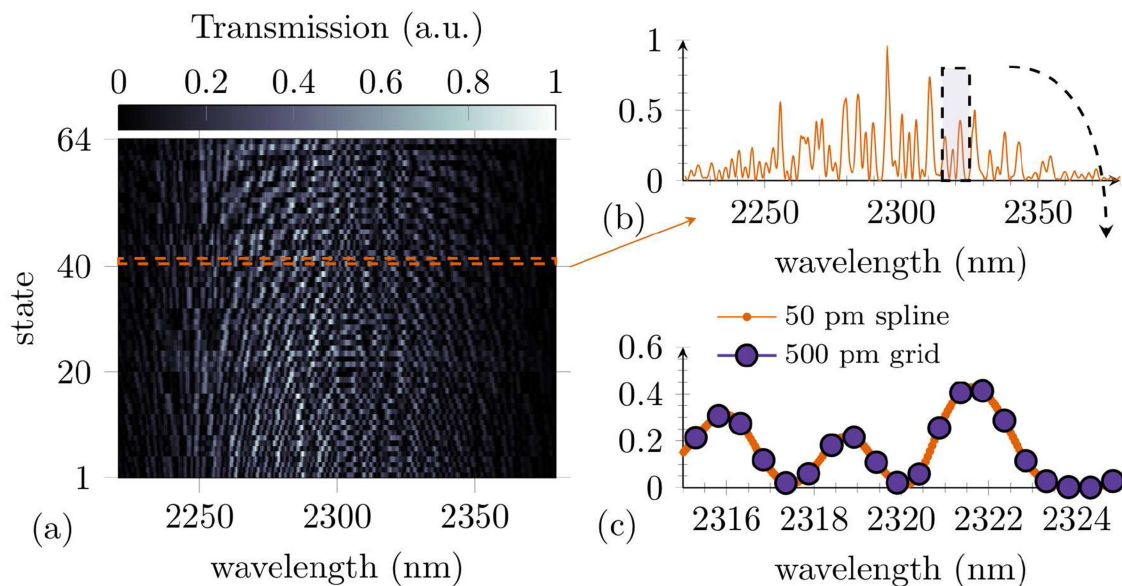 Transmission (a.u.)
0 0.2 0.4 0.6 0.8 1
64
40
20
1
state
2250 2300 2350
wavelength (nm)
(a)
1
0.5
0
2250 2300 2350
wavelength (nm)
(b)
50 pm spline
500 pm grid
0.6
0.4
0.2
0
2316 2318 2320 2322 2324
wavelength (nm)
(c)